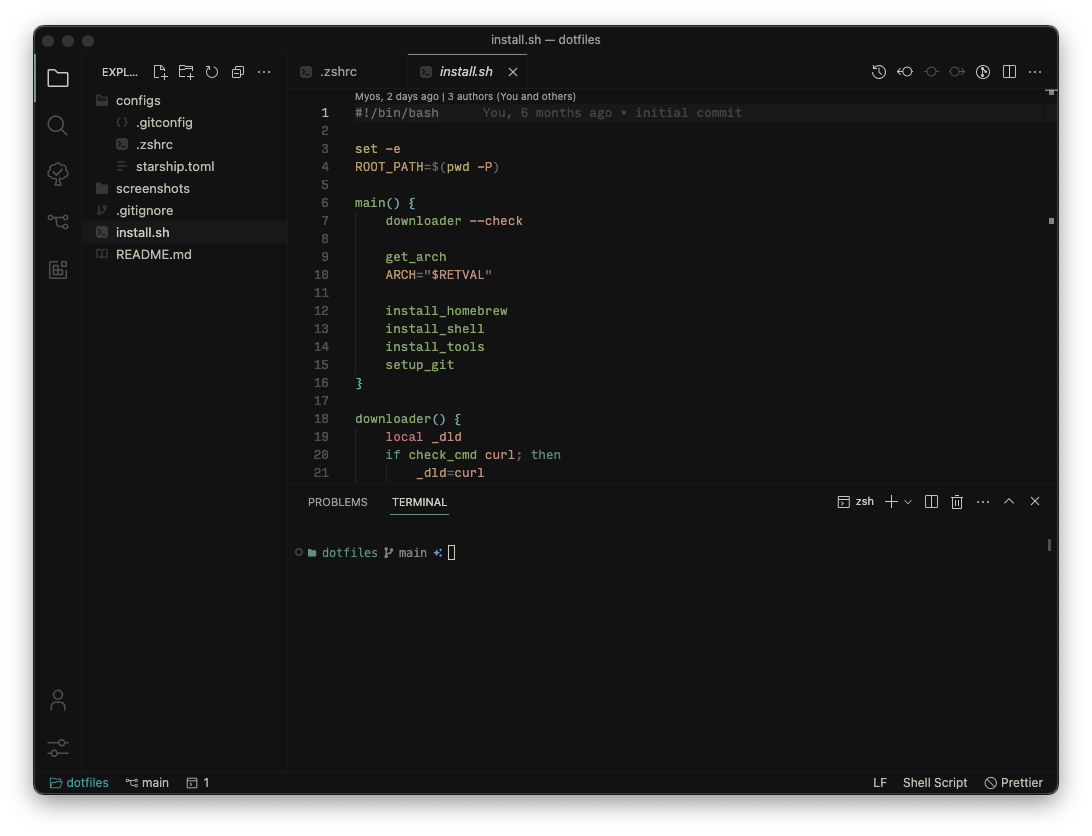 install.sh — dotfiles
EXPL...
configs
.gitconfig
.zshrc
starship.toml
screenshots
.gitignore
install.sh
README.md
.zshrc
install.sh
Myos, 2 days ago | 3 authors (You and others)
1 #!/bin/bash You, 6 months ago • initial commit
2
3 set -e
4 ROOT_PATH=$(pwd -P)
5
6 main() {
7 downloader --check
8
9 get_arch
10 ARCH="$RETVAL"
11
12 install_homebrew
13 install_shell
14 install_tools
15 setup_git
16 }
17
18 downloader() {
19 local _dld
20 if check_cmd curl; then
21 _dld=curl
PROBLEMS TERMINAL
zsh
dotfiles main
dotfiles main 1
LF Shell Script Prettier